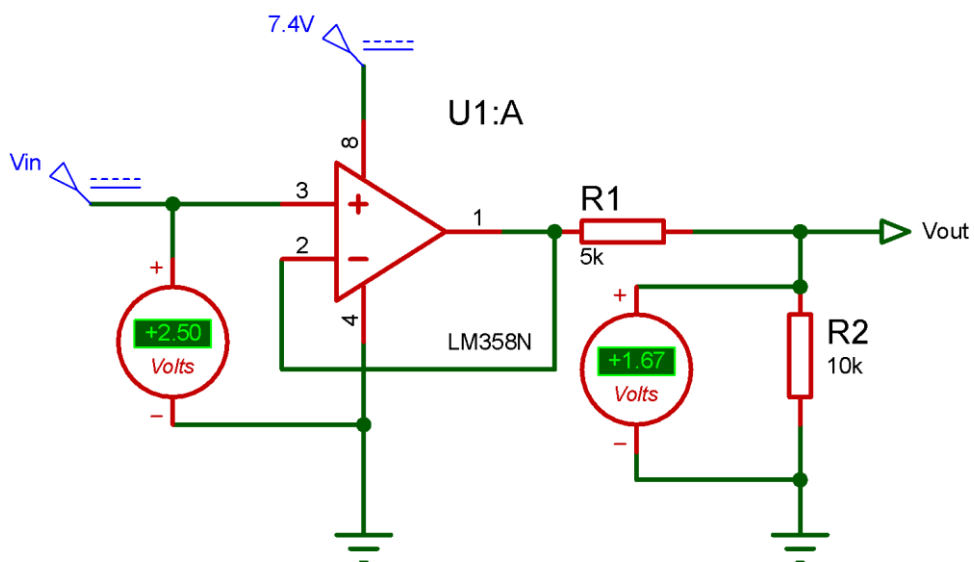 7.4V
U1:A
8
Vin
3
+
2
−
1
R1
5k
Vout
4
LM358N
+
+2.50
Volts
−
+
+1.67
Volts
−
R2
10k